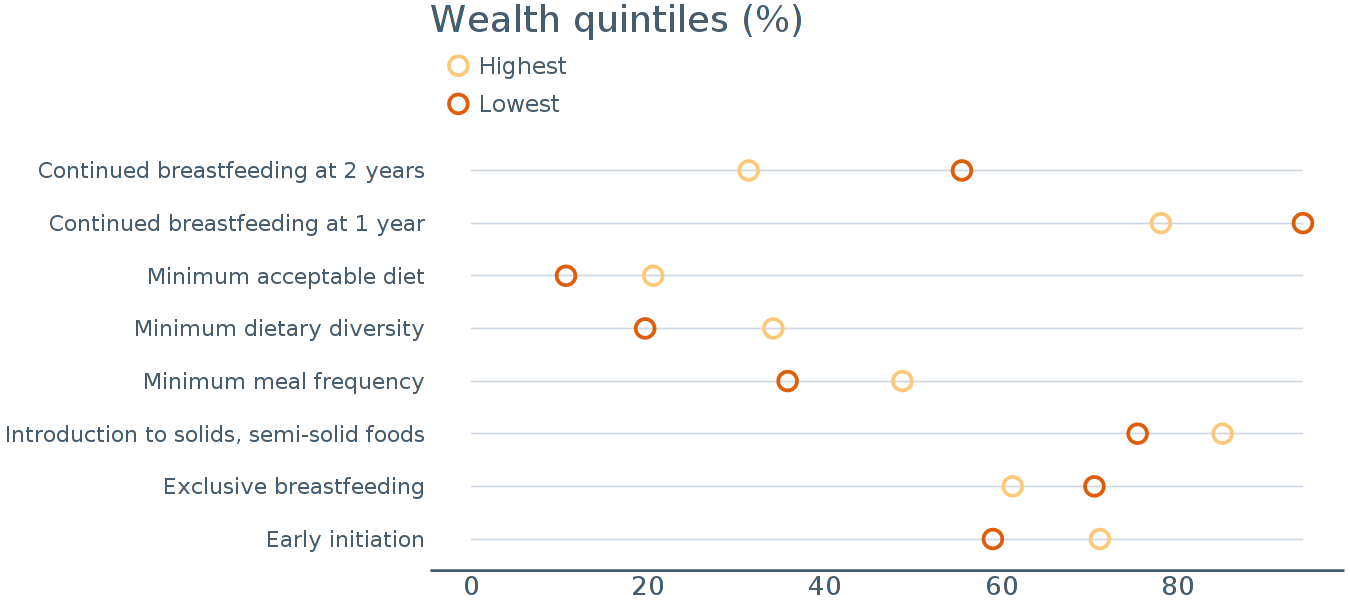 Wealth quintiles (%)
Highest
Lowest
Continued breastfeeding at 2 years
Continued breastfeeding at 1 year
Minimum acceptable diet
Minimum dietary diversity
Minimum meal frequency
Introduction to solids, semi-solid foods
Exclusive breastfeeding
Early initiation
0 20 40 60 80